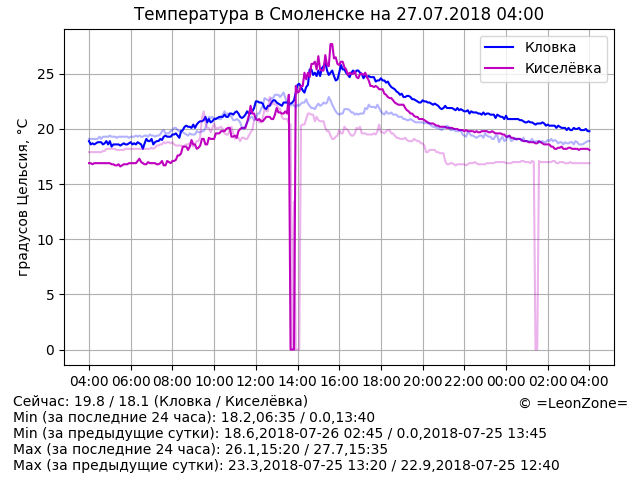 Температура в Смоленске на 27.07.2018 04:00
Кловка
Киселёвка
градусов Цельсия, °C
25
20
15
10
5
0
04:00 06:00 08:00 10:00 12:00 14:00 16:00 18:00 20:00 22:00 00:00 02:00 04:00
Сейчас: 19.8 / 18.1 (Кловка / Киселёвка)
© =LeonZone=
Min (за последние 24 часа): 18.2,06:35 / 0.0,13:40
Min (за предыдущие сутки): 18.6,2018-07-26 02:45 / 0.0,2018-07-25 13:45
Max (за последние 24 часа): 26.1,15:20 / 27.7,15:35
Max (за предыдущие сутки): 23.3,2018-07-25 13:20 / 22.9,2018-07-25 12:40